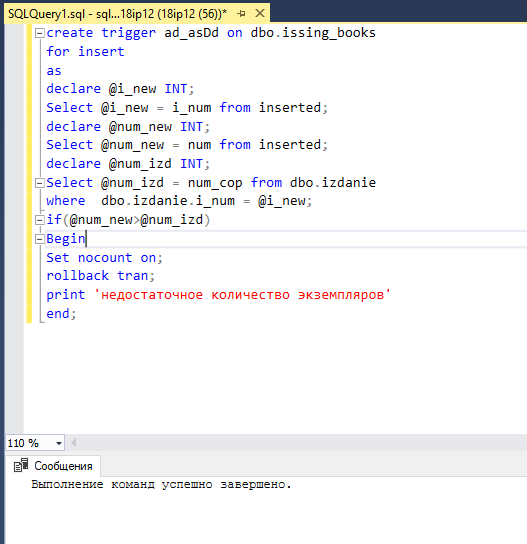 SQLQuery1.sql - sql...18ip12 (18ip12 (56))*
create trigger ad_asDd on dbo.issing_books
for insert
as
declare @i_new INT;
Select @i_new = i_num from inserted;
declare @num_new INT;
Select @num_new = num from inserted;
declare @num_izd INT;
Select @num_izd = num_cop from dbo.izdanie
where  dbo.izdanie.i_num = @i_new;
if(@num_new>@num_izd)
Begin
Set nocount on;
rollback tran;
print 'недостаточное количество экземпляров'
end;
110 %
Сообщения
Выполнение команд успешно завершено.